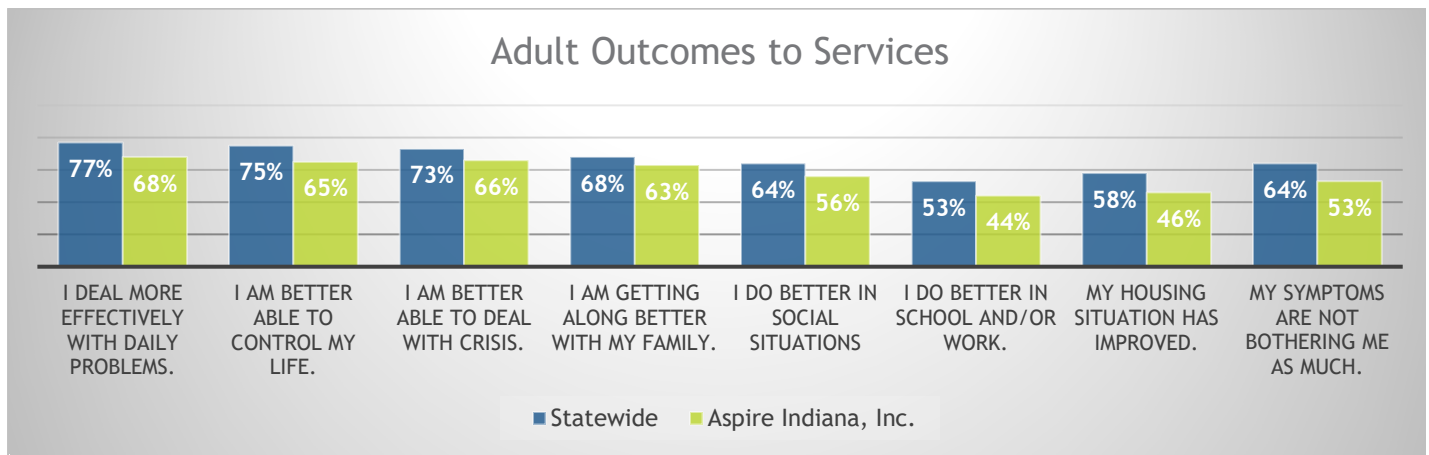 Adult Outcomes to Services
77%
68%
75%
65%
73%
66%
68%
63%
64%
56%
53%
44%
58%
46%
64%
53%
I DEAL MORE
EFFECTIVELY
WITH DAILY
PROBLEMS.
I AM BETTER
ABLE TO
CONTROL MY
LIFE.
I AM BETTER
ABLE TO DEAL
WITH CRISIS.
I AM GETTING
ALONG BETTER
WITH MY FAMILY.
I DO BETTER IN
SOCIAL
SITUATIONS
I DO BETTER IN
SCHOOL AND/OR
WORK.
MY HOUSING
SITUATION HAS
IMPROVED.
MY SYMPTOMS
ARE NOT
BOTHERING ME
AS MUCH.
Statewide
Aspire Indiana, Inc.